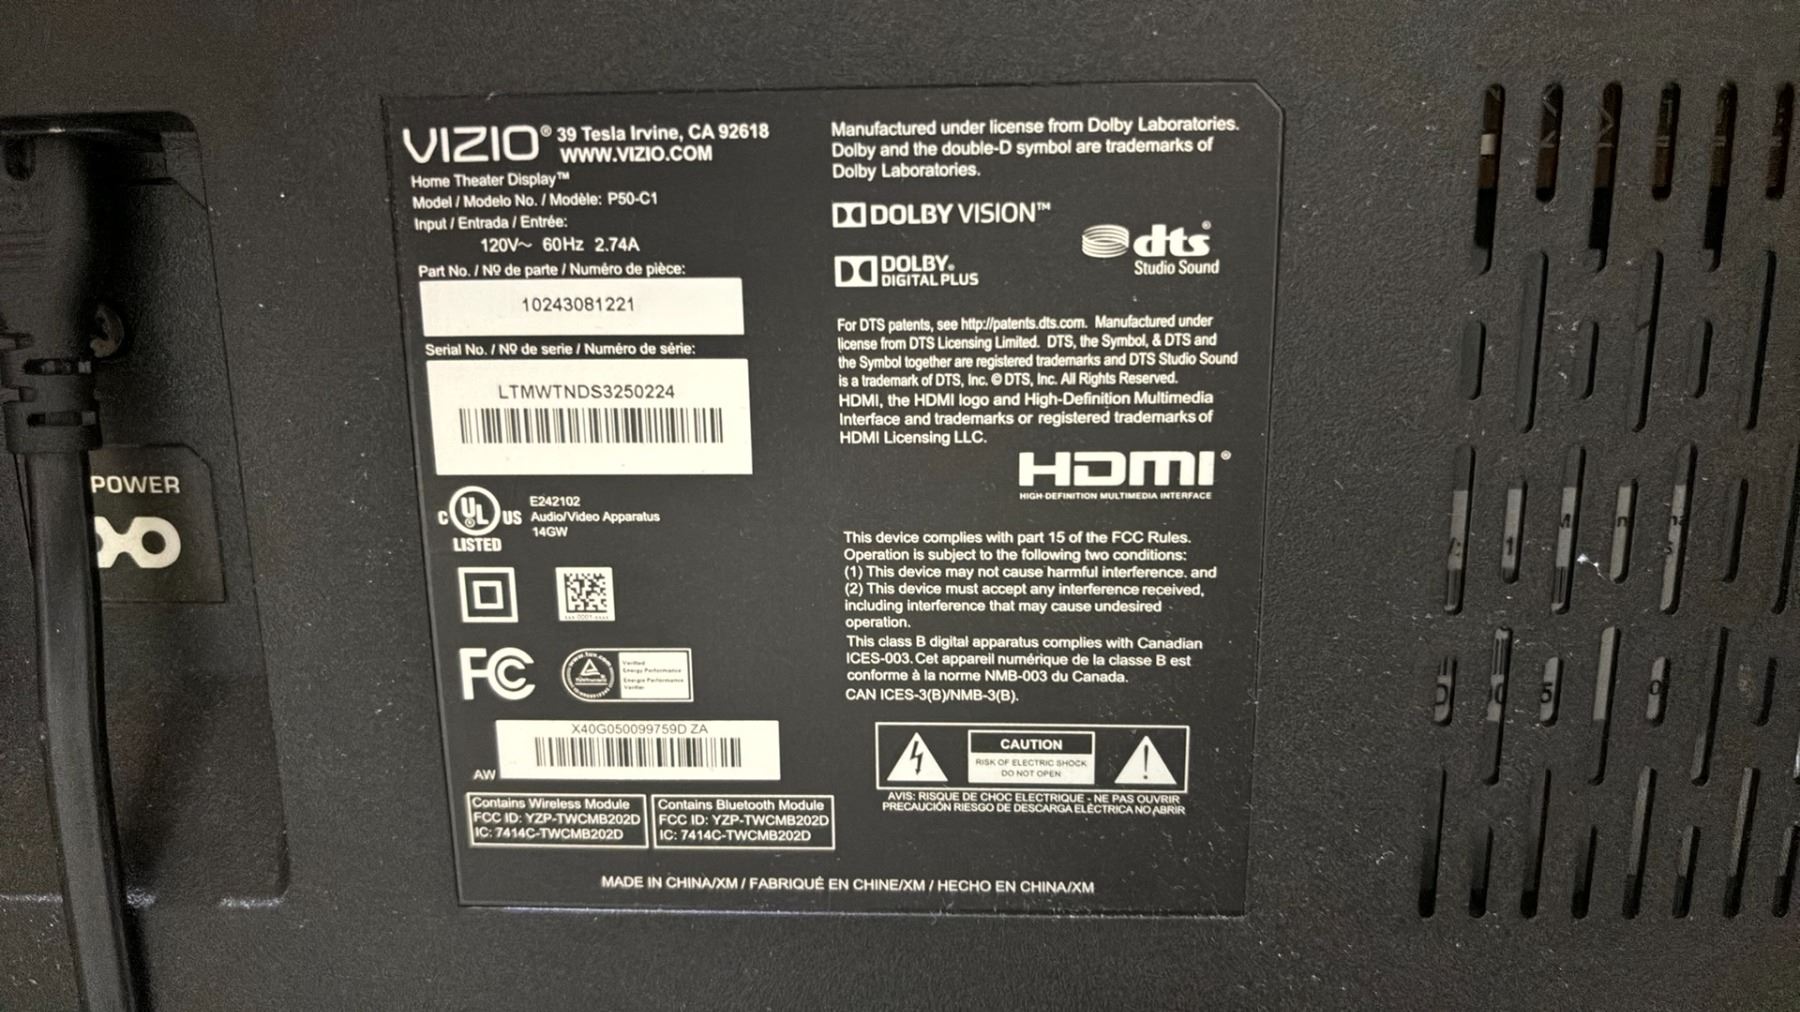 VIZIO® 39 Tesla Irvine, CA 92618
WWW.VIZIO.COM
Home Theater Display™
Model / Modelo No. / Modèle: P50-C1
Input / Entrada / Entrée:
120V~ 60Hz 2.74A
Part No. / Nº de parte / Numéro de pièce:
10243081221
Serial No. / Nº de serie / Numéro de série:
LTMWTNDS3250224
C UL US
LISTED
E242102
Audio/Video Apparatus
14GW
FC
Verified
Energy Performance
Energie Performance
X40G050099759D ZA
AW
Contains Wireless Module
FCC ID: YZP-TWCMB202D
IC: 7414C-TWCMB202D
Contains Bluetooth Module
FCC ID: YZP-TWCMB202D
IC: 7414C-TWCMB202D
Manufactured under license from Dolby Laboratories.
Dolby and the double-D symbol are trademarks of
Dolby Laboratories.
DOLBY VISION™
DOLBY®
DIGITAL PLUS
dts®
Studio Sound
For DTS patents, see http://patents.dts.com. Manufactured under
license from DTS Licensing Limited. DTS, the Symbol, & DTS and
the Symbol together are registered trademarks and DTS Studio Sound
is a trademark of DTS, Inc. © DTS, Inc. All Rights Reserved.
HDMI, the HDMI logo and High-Definition Multimedia
Interface and trademarks or registered trademarks of
HDMI Licensing LLC.
HDMI®
HIGH-DEFINITION MULTIMEDIA INTERFACE
This device complies with part 15 of the FCC Rules.
Operation is subject to the following two conditions:
(1) This device may not cause harmful interference. and
(2) This device must accept any interference received,
including interference that may cause undesired
operation.
This class B digital apparatus complies with Canadian
ICES-003. Cet appareil numérique de la classe B est
conforme à la norme NMB-003 du Canada.
CAN ICES-3(B)/NMB-3(B).
CAUTION
RISK OF ELECTRIC SHOCK
DO NOT OPEN
AVIS: RISQUE DE CHOC ELECTRIQUE - NE PAS OUVRIR
PRECAUCIÓN RIESGO DE DESCARGA ELÉCTRICA NO ABRIR
MADE IN CHINA/XM / FABRIQUÉ EN CHINE/XM / HECHO EN CHINA/XM
POWER